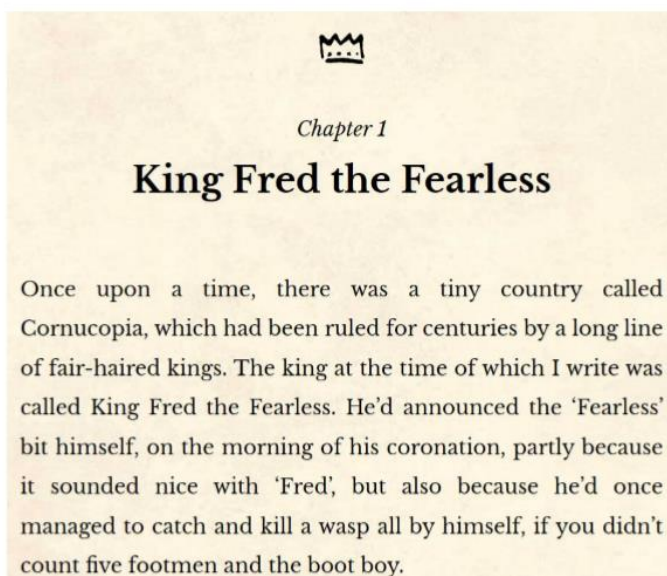 Chapter 1
King Fred the Fearless
Once upon a time, there was a tiny country called
Cornucopia, which had been ruled for centuries by a long line
of fair-haired kings. The king at the time of which I write was
called King Fred the Fearless. He’d announced the ‘Fearless’
bit himself, on the morning of his coronation, partly because
it sounded nice with ‘Fred’, but also because he’d once
managed to catch and kill a wasp all by himself, if you didn’t
count five footmen and the boot boy.